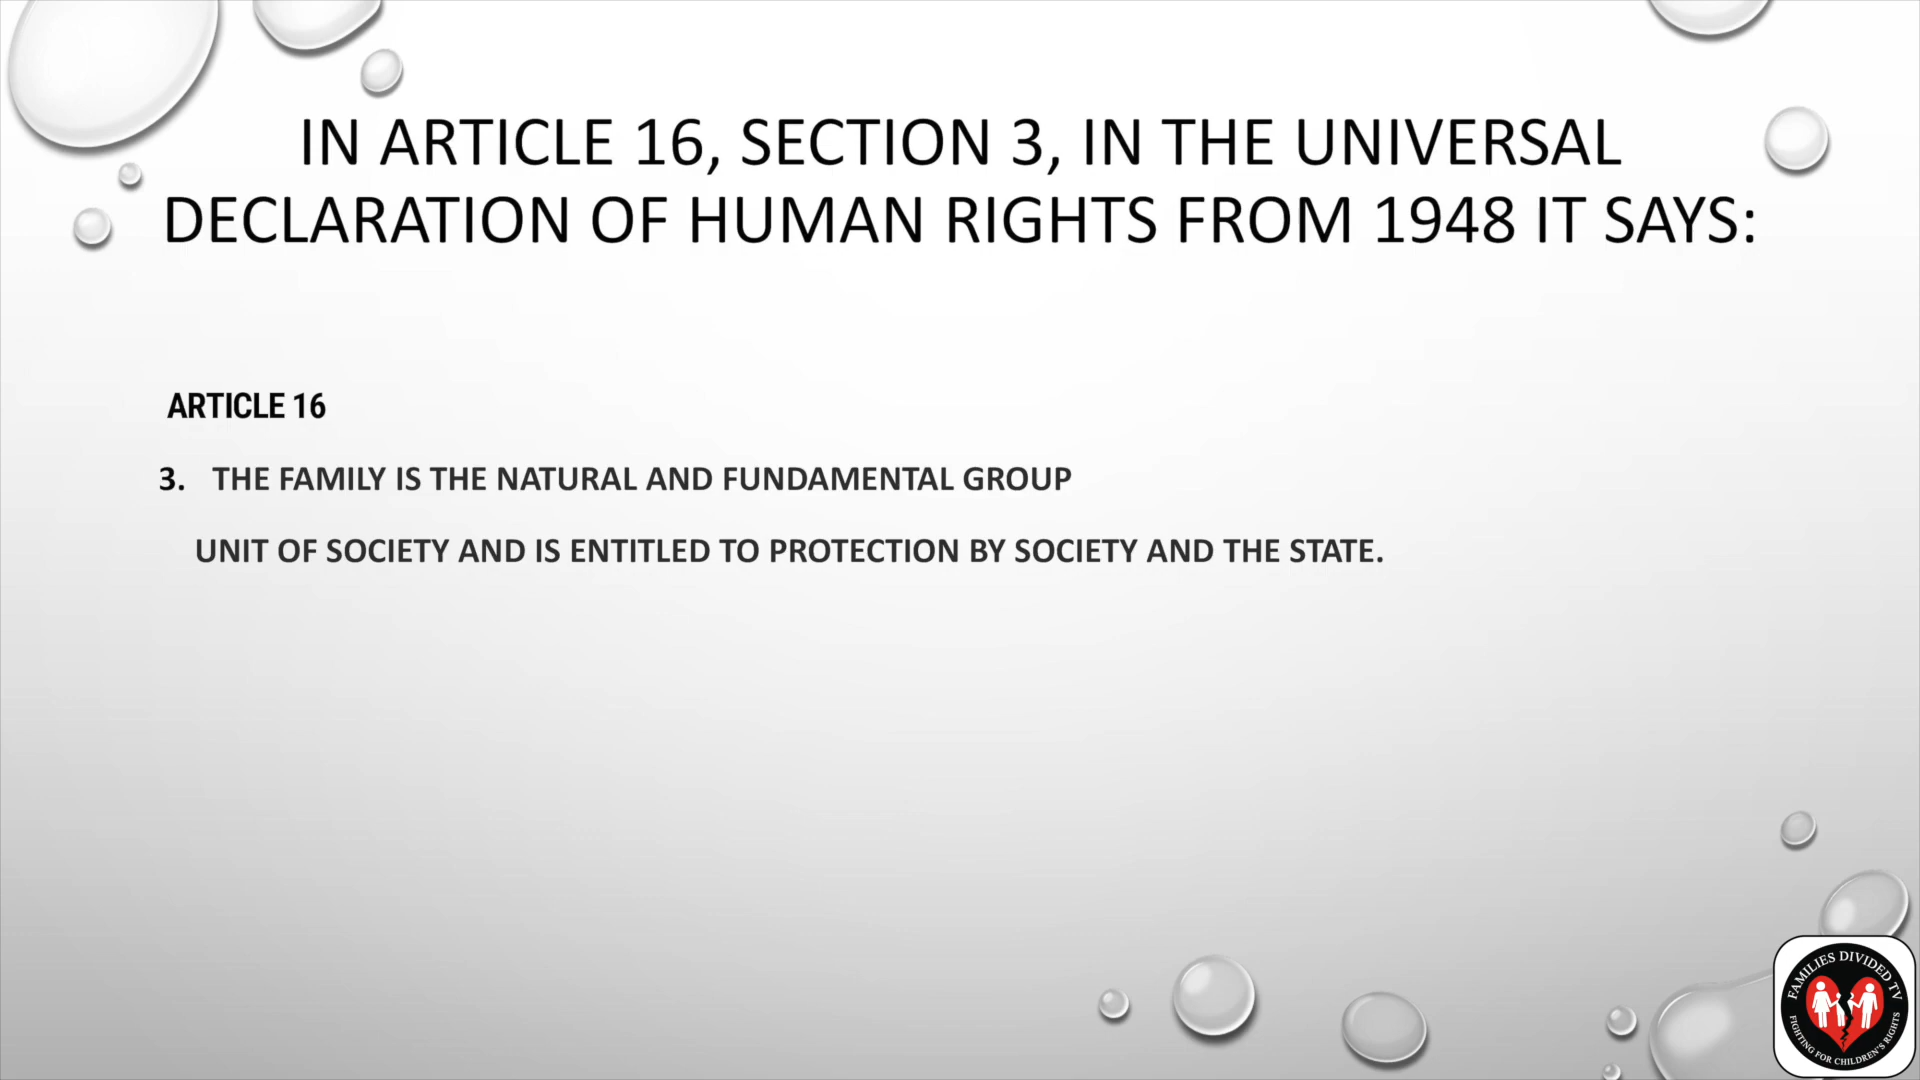 IN ARTICLE 16, SECTION 3, IN THE UNIVERSAL
DECLARATION OF HUMAN RIGHTS FROM 1948 IT SAYS:
ARTICLE 16
3. THE FAMILY IS THE NATURAL AND FUNDAMENTAL GROUP
UNIT OF SOCIETY AND IS ENTITLED TO PROTECTION BY SOCIETY AND THE STATE.
FAMILIES DIVIDED TV
FIGHTING FOR CHILDREN'S RIGHTS